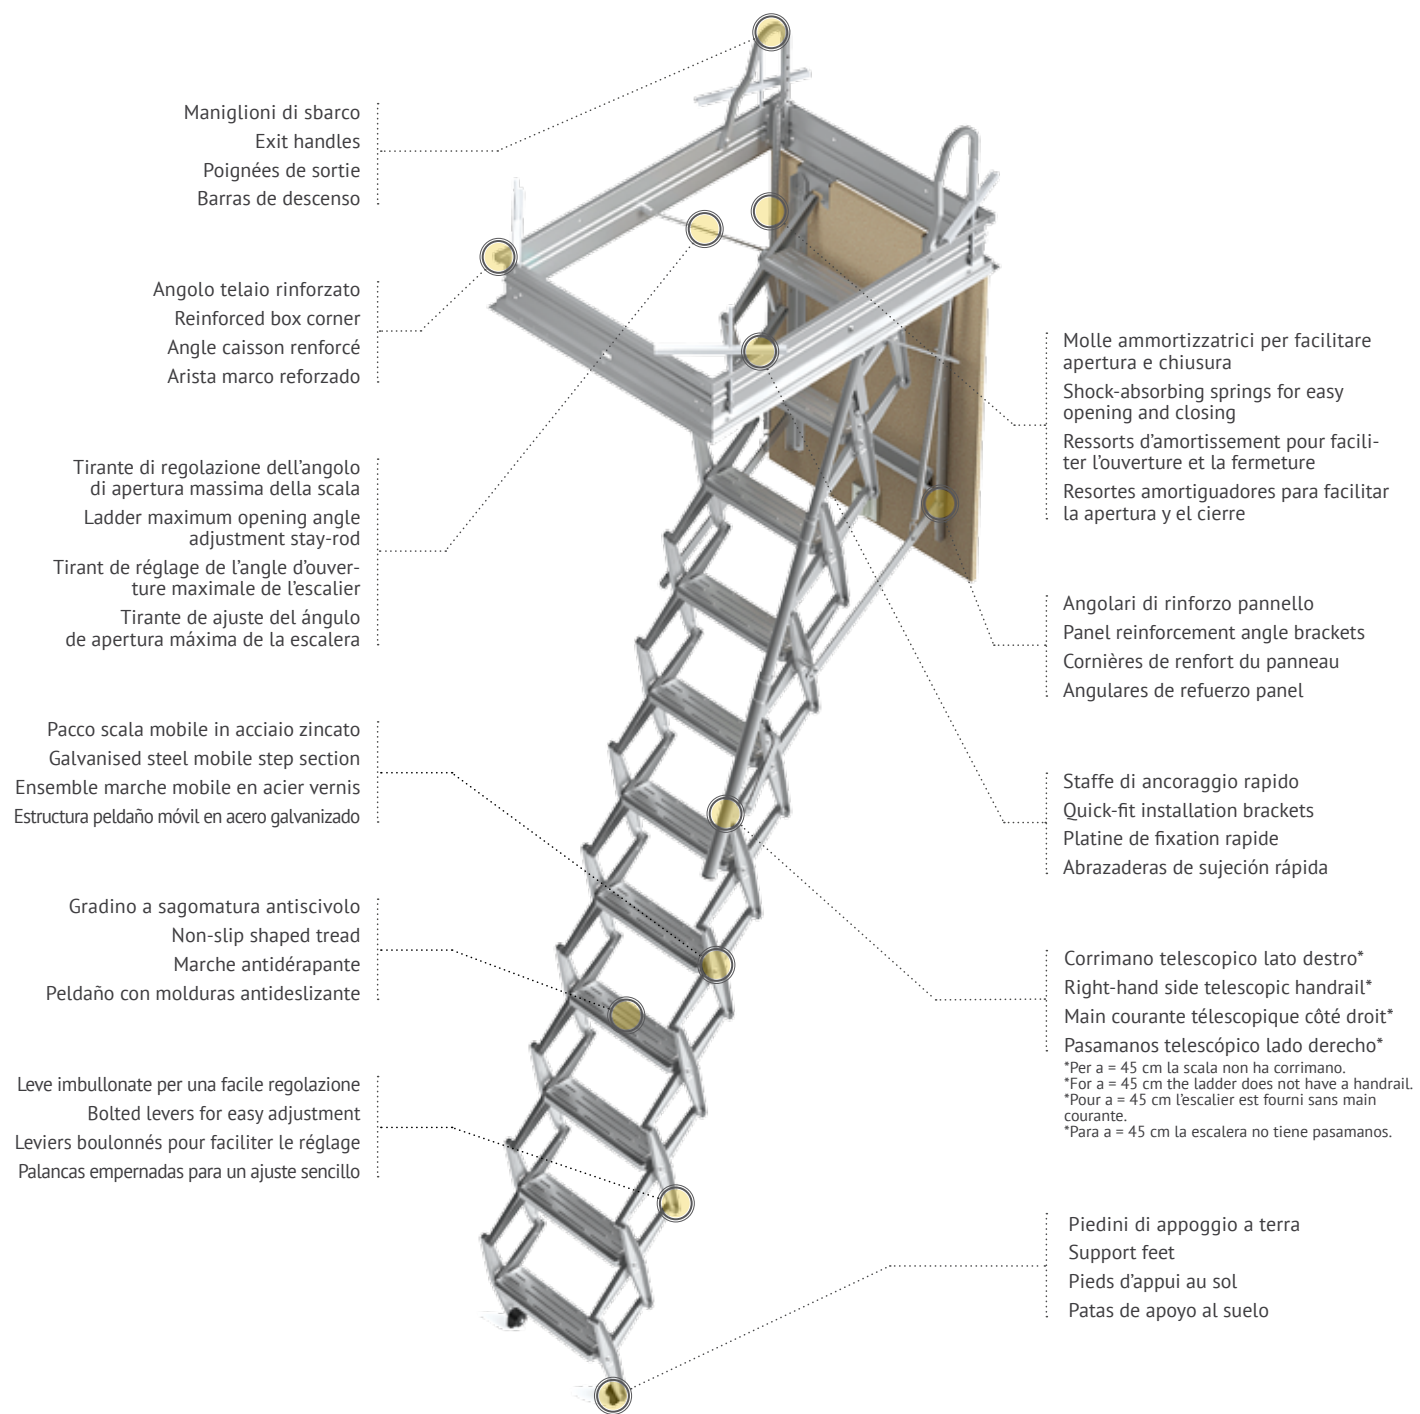 Maniglioni di sbarco
Exit handles
Poignées de sortie
Barras de descenso
Angolo telaio rinforzato
Reinforced box corner
Angle caisson renforcé
Arista marco reforzado
Tirante di regolazione dell’angolo
di apertura massima della scala
Ladder maximum opening angle
adjustment stay-rod
Tirant de réglage de l’angle d’ouver-
ture maximale de l’escalier
Tirante de ajuste del ángulo
de apertura máxima de la escalera
Pacco scala mobile in acciaio zincato
Galvanised steel mobile step section
Ensemble marche mobile en acier vernis
Estructura peldaño móvil en acero galvanizado
Gradino a sagomatura antiscivolo
Non-slip shaped tread
Marche antidérapante
Peldaño con molduras antideslizante
Leve imbullonate per una facile regolazione
Bolted levers for easy adjustment
Leviers boulonnés pour faciliter le réglage
Palancas empernadas para un ajuste sencillo
Molle ammortizzatrici per facilitare
apertura e chiusura
Shock-absorbing springs for easy
opening and closing
Ressorts d’amortissement pour facili-
ter l’ouverture et la fermeture
Resortes amortiguadores para facilitar
la apertura y el cierre
Angolari di rinforzo pannello
Panel reinforcement angle brackets
Cornières de renfort du panneau
Angulares de refuerzo panel
Staffe di ancoraggio rapido
Quick-fit installation brackets
Platine de fixation rapide
Abrazaderas de sujeción rápida
Corrimano telescopico lato destro*
Right-hand side telescopic handrail*
Main courante télescopique côté droit*
Pasamanos telescópico lado derecho*
*Per a = 45 cm la scala non ha corrimano.
*For a = 45 cm the ladder does not have a handrail.
*Pour a = 45 cm l’escalier est fourni sans main
courante.
*Para a = 45 cm la escalera no tiene pasamanos.
Piedini di appoggio a terra
Support feet
Pieds d’appui au sol
Patas de apoyo al suelo